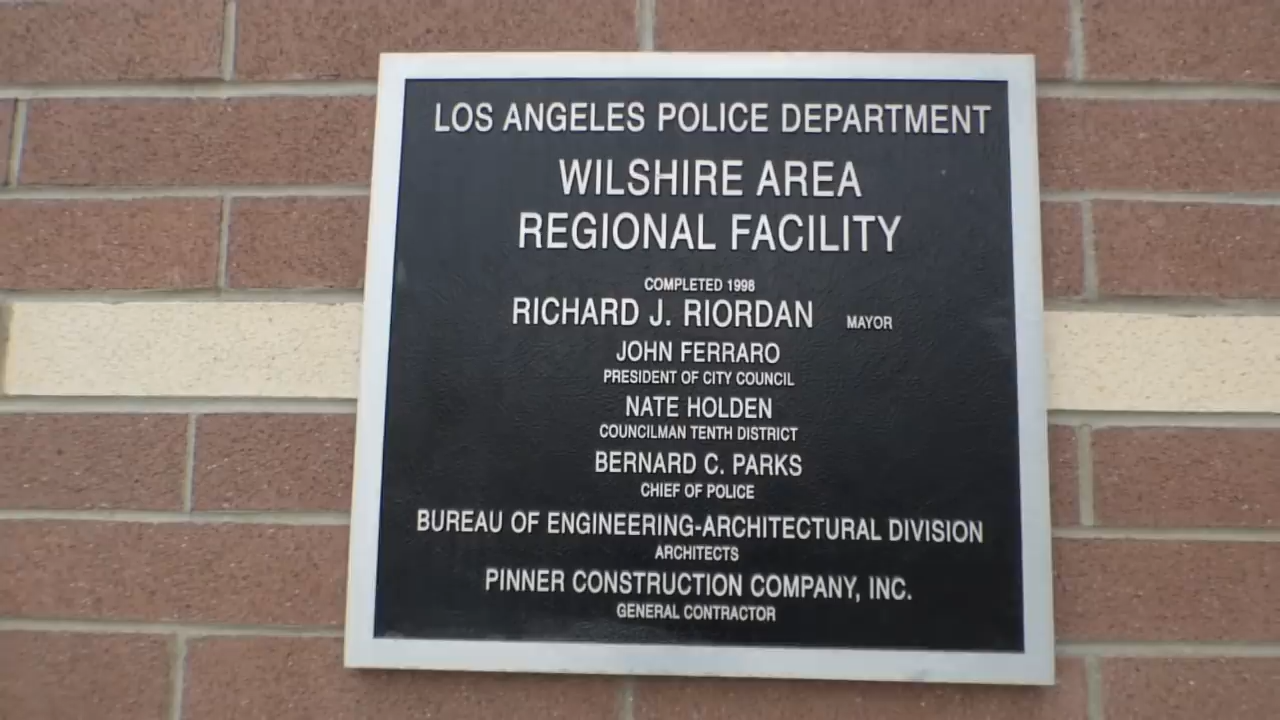 LOS ANGELES POLICE DEPARTMENT
WILSHIRE AREA
REGIONAL FACILITY
COMPLETED 1998
RICHARD J. RIORDAN MAYOR
JOHN FERRARO
PRESIDENT OF CITY COUNCIL
NATE HOLDEN
COUNCILMAN TENTH DISTRICT
BERNARD C. PARKS
CHIEF OF POLICE
BUREAU OF ENGINEERING-ARCHITECTURAL DIVISION
ARCHITECTS
PINNER CONSTRUCTION COMPANY, INC.
GENERAL CONTRACTOR